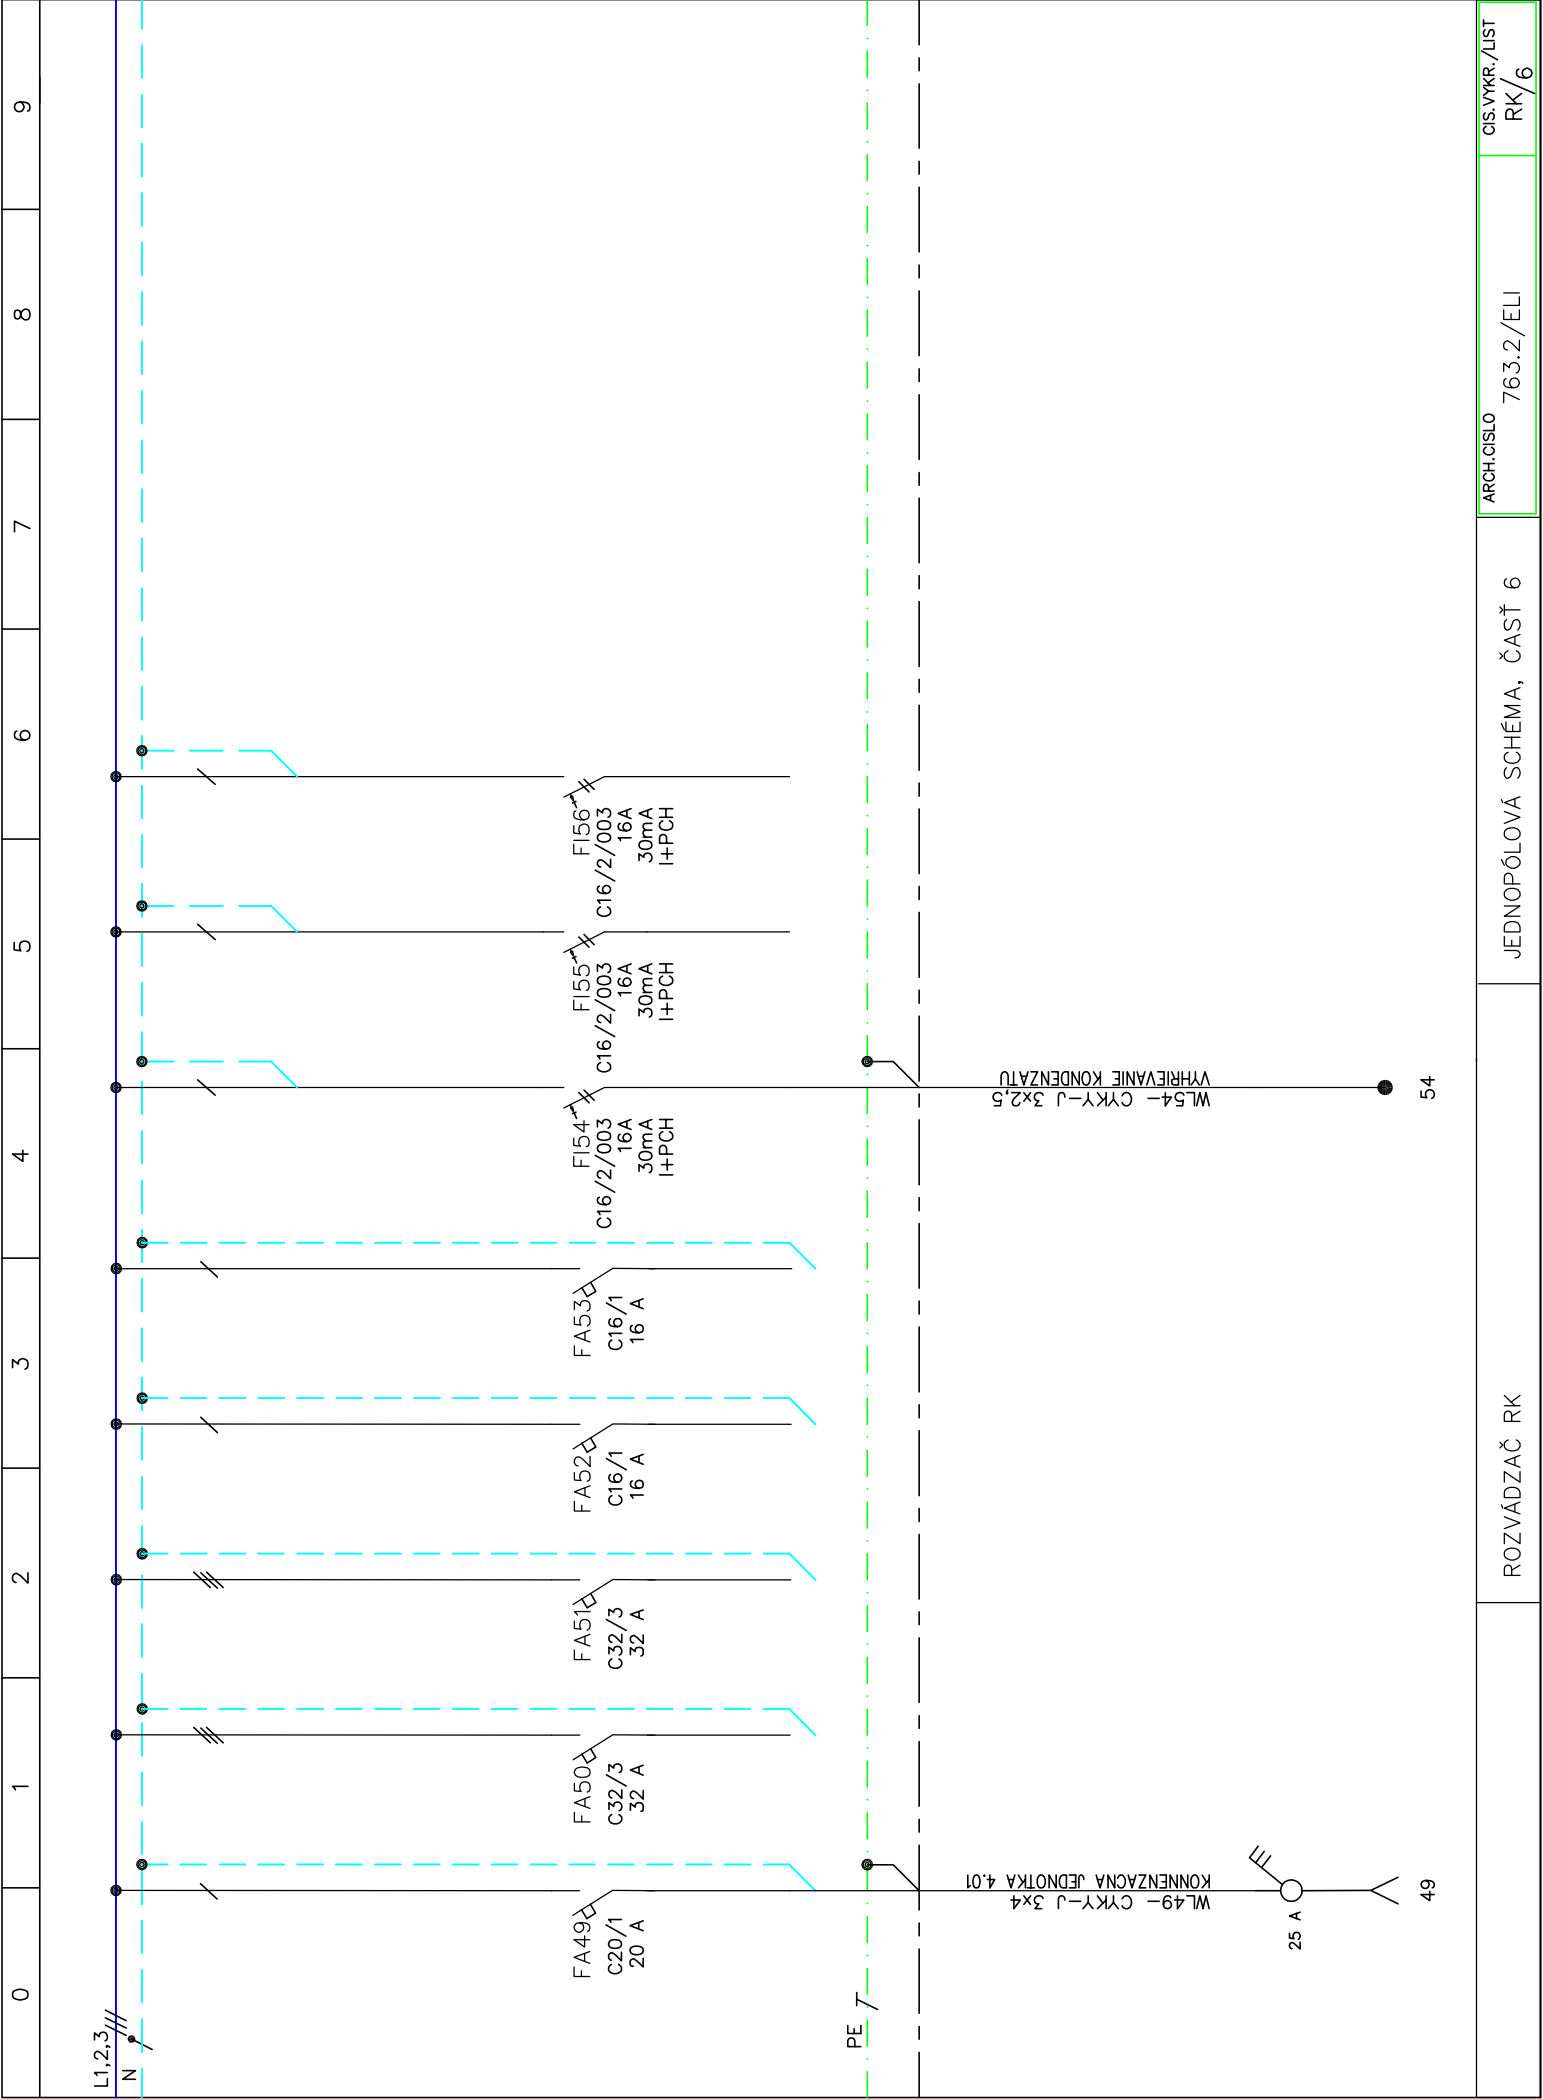 0 1 2 3 4 5 6 7 8 9
L1,2,3
N
FA49
C20/1
20 A
FA50
C32/3
32 A
FA51
C32/3
32 A
FA52
C16/1
16 A
FA53
C16/1
16 A
FI54
C16/2/003
16A
30mA
I+PCH
FI55
C16/2/003
16A
30mA
I+PCH
FI56
C16/2/003
16A
30mA
I+PCH
PE
WL49- CYKY-J 3x4
KONNENZACNA JEDNOTKA 4.01
25 A
49
WL54- CYKY-J 3x2,5
VYHRIEVANIE KONDENZATU
54
ROZVÁDZAČ RK
JEDNOPÓLOVÁ SCHÉMA, ČASŤ 6
ARCH.CISLO
763.2/ELI
CIS.VYKR./LIST
RK/6